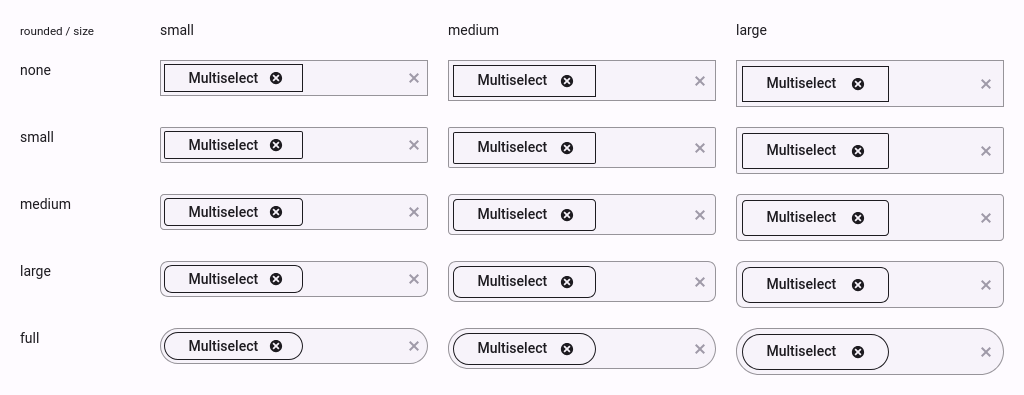 rounded / size small medium large
none Multiselect Multiselect Multiselect
small Multiselect Multiselect Multiselect
medium Multiselect Multiselect Multiselect
large Multiselect Multiselect Multiselect
full Multiselect Multiselect Multiselect